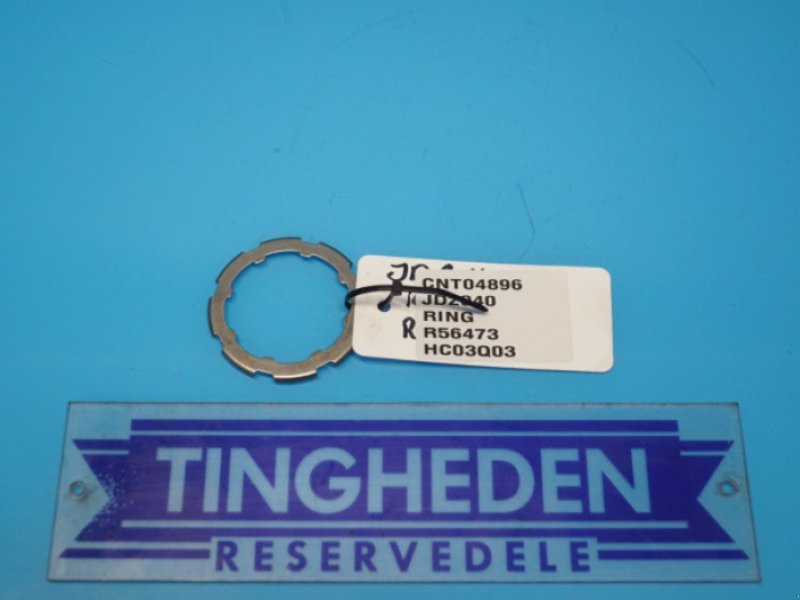 CNT04896
JD2040
RING
R R56473
HC03Q03
TINGHEDEN
RESERVEDELE